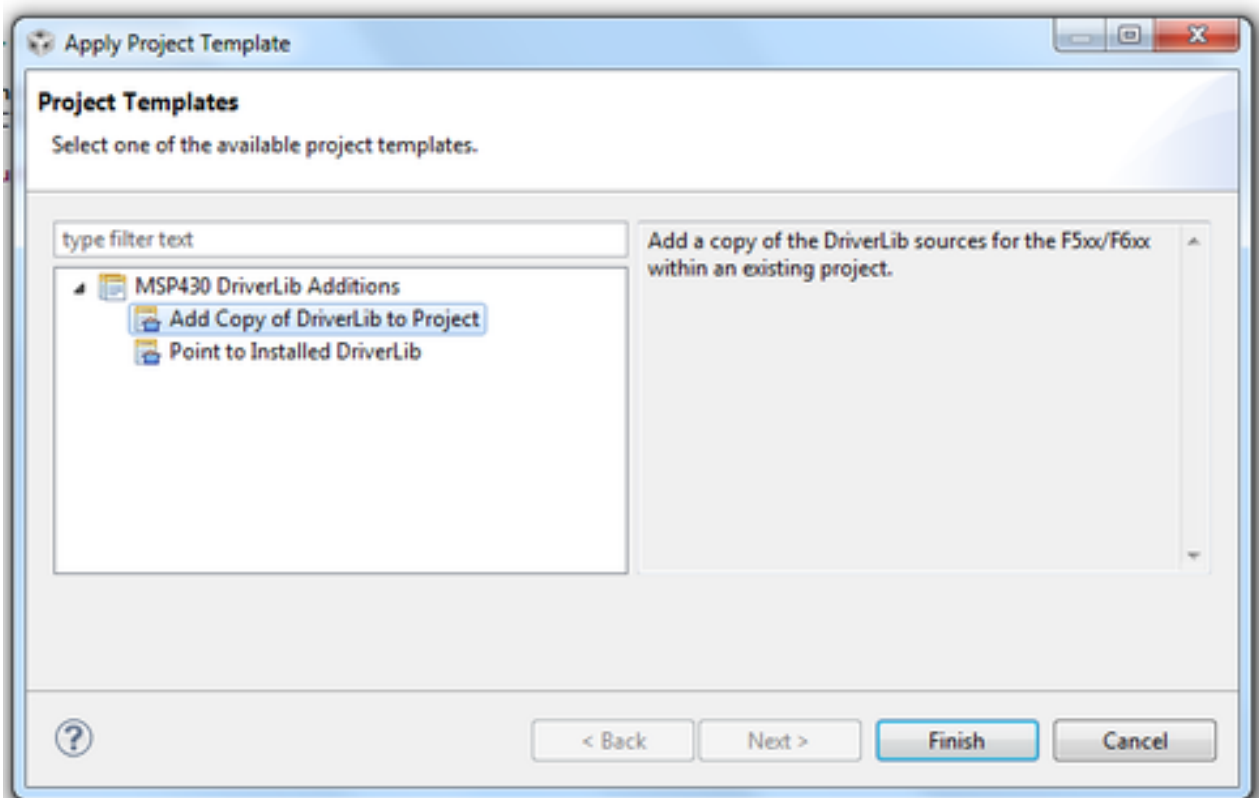 Apply Project Template
Project Templates
Select one of the available project templates.
type filter text
MSP430 DriverLib Additions
Add Copy of DriverLib to Project
Point to Installed DriverLib
Add a copy of the DriverLib sources for the F5xx/F6xx
within an existing project.
?
< Back
Next >
Finish
Cancel